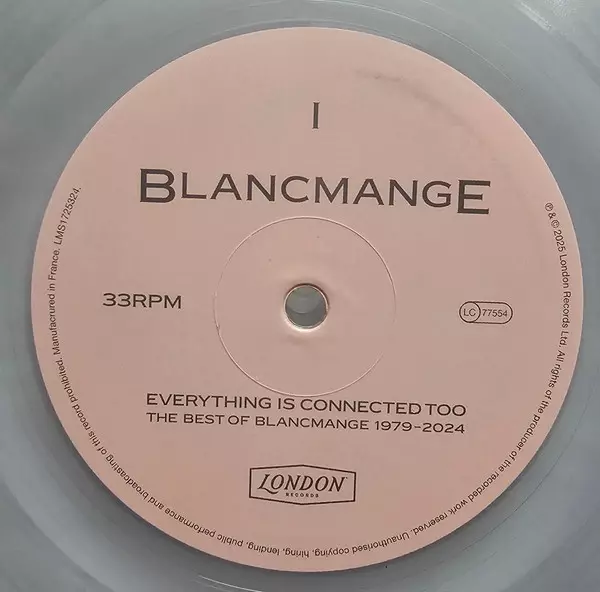 I
BLANCMANGE
33RPM
LC 77554
EVERYTHING IS CONNECTED TOO
THE BEST OF BLANCMANGE 1979-2024
LONDON
RECORDS
℗ & © 2025 London Records Ltd. All rights of the producer of the recorded work reserved. Unauthorised copying, hiring, lending, public performance and broadcasting of this record prohibited. Manufactured in France. LMS1725324.